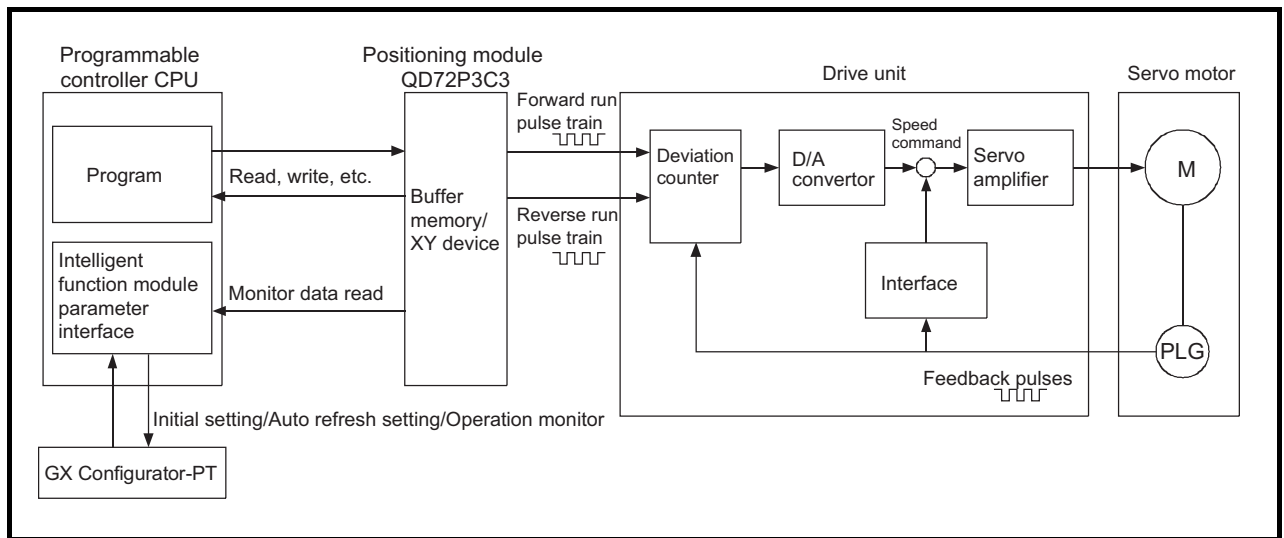 Programmable
controller CPU
Positioning module
QD72P3C3
Drive unit
Servo motor
Program
Read, write, etc.
Intelligent
function module
parameter
interface
Monitor data read
Buffer
memory/
XY device
Forward run
pulse train
Reverse run
pulse train
Deviation
counter
D/A
convertor
Speed
command
Servo
amplifier
Interface
M
PLG
Feedback pulses
Initial setting/Auto refresh setting/Operation monitor
GX Configurator-PT